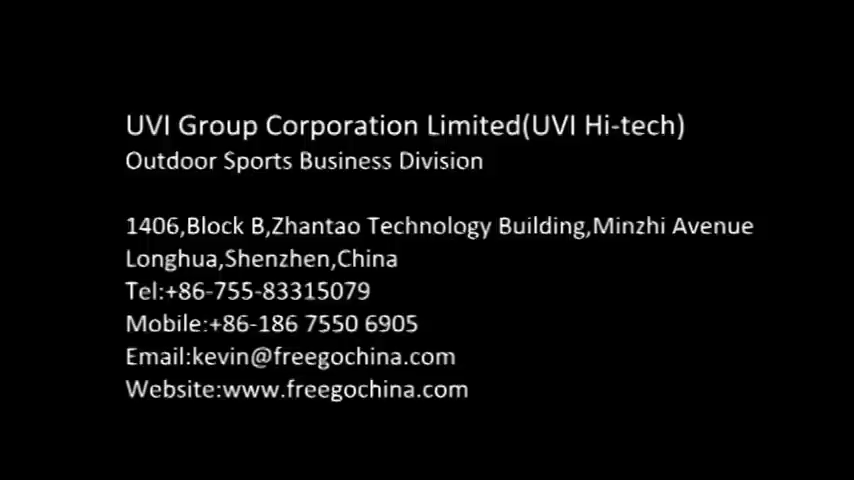 UVI Group Corporation Limited(UVI Hi-tech)
Outdoor Sports Business Division
1406,Block B,Zhantao Technology Building,Minzhi Avenue
Longhua,Shenzhen,China
Tel:+86-755-83315079
Mobile:+86-186 7550 6905
Email:kevin@freegochina.com
Website:www.freegochina.com